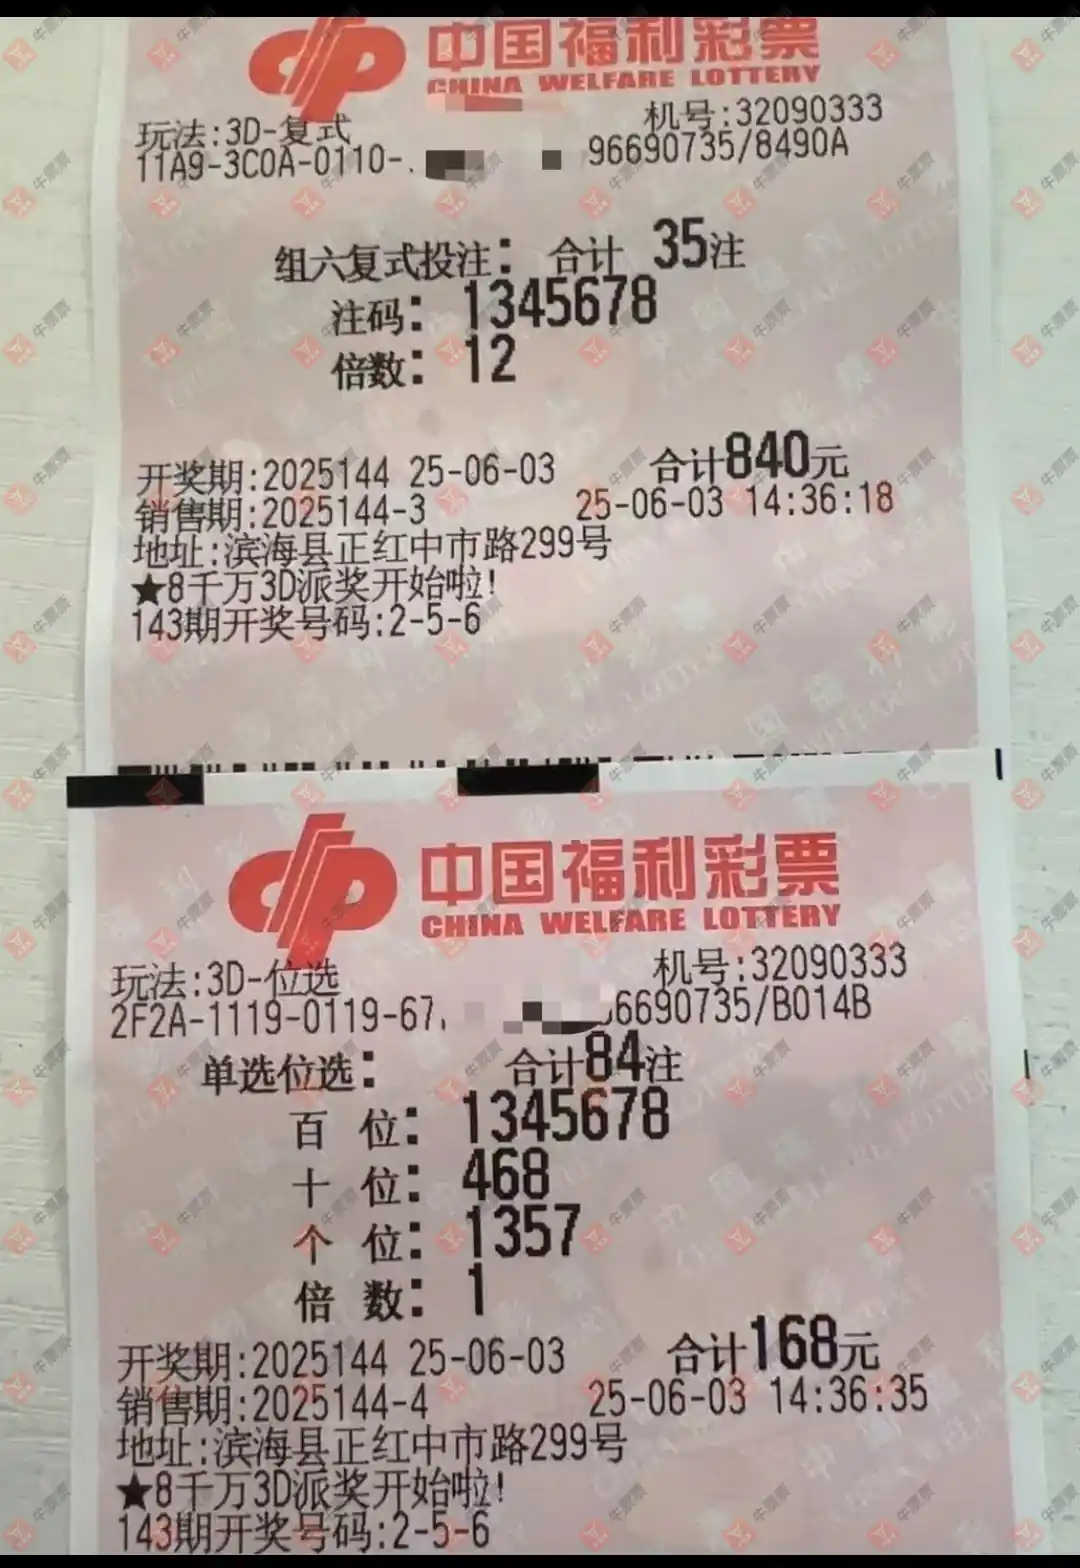 中国福利彩票
CHINA WELFARE LOTTERY
玩法:3D-复式 机号:32090333
11A9-3C0A-0110- 96690735/8490A
组六复式投注: 合计 35注
注码: 1345678
倍数: 12
开奖期:2025144 25-06-03 合计840元
销售期:2025144-3 25-06-03 14:36:18
地址:滨海县正红中市路299号
★8千万3D派奖开始啦!
143期开奖号码:2-5-6
中国福利彩票
CHINA WELFARE LOTTERY
玩法:3D-位选 机号:32090333
2F2A-1119-0119-67 6690735/B014B
单选位选: 合计84注
百 位: 1345678
十 位: 468
个 位: 1357
倍 数: 1
开奖期:2025144 25-06-03 合计168元
销售期:2025144-4 25-06-03 14:36:35
地址:滨海县正红中市路299号
★8千万3D派奖开始啦!
143期开奖号码:2-5-6